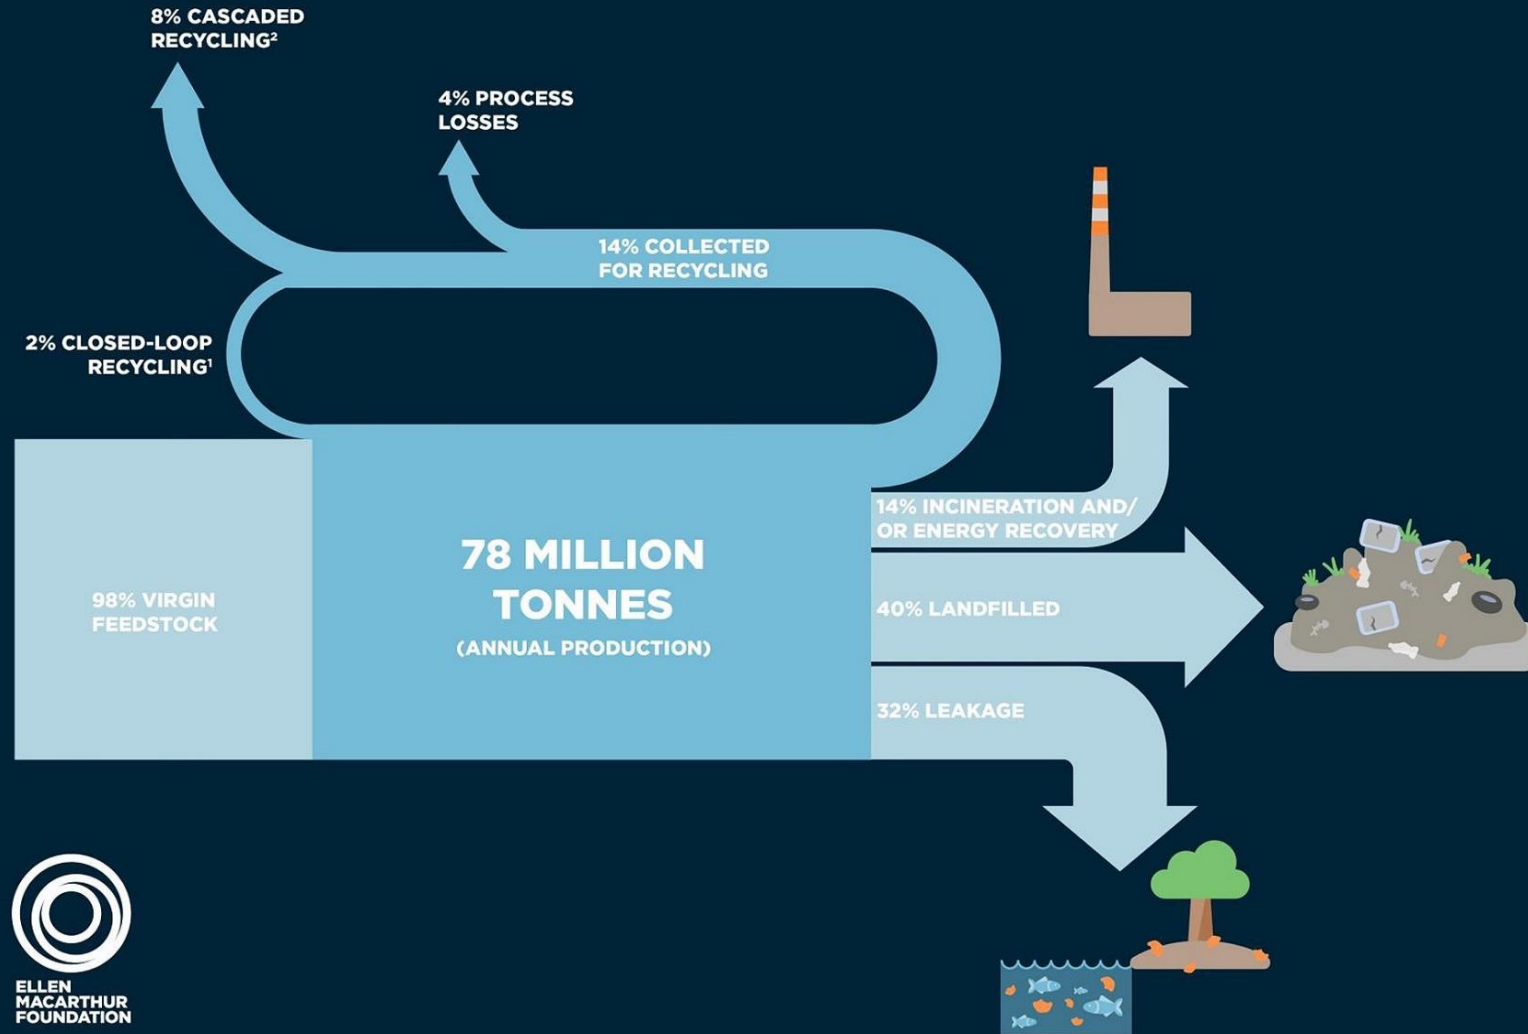 8% CASCADED
RECYCLING²
4% PROCESS
LOSSES
14% COLLECTED
FOR RECYCLING
2% CLOSED-LOOP
RECYCLING¹
98% VIRGIN
FEEDSTOCK
78 MILLION
TONNES
(ANNUAL PRODUCTION)
14% INCINERATION AND/
OR ENERGY RECOVERY
40% LANDFILLED
32% LEAKAGE
ELLEN
MACARTHUR
FOUNDATION